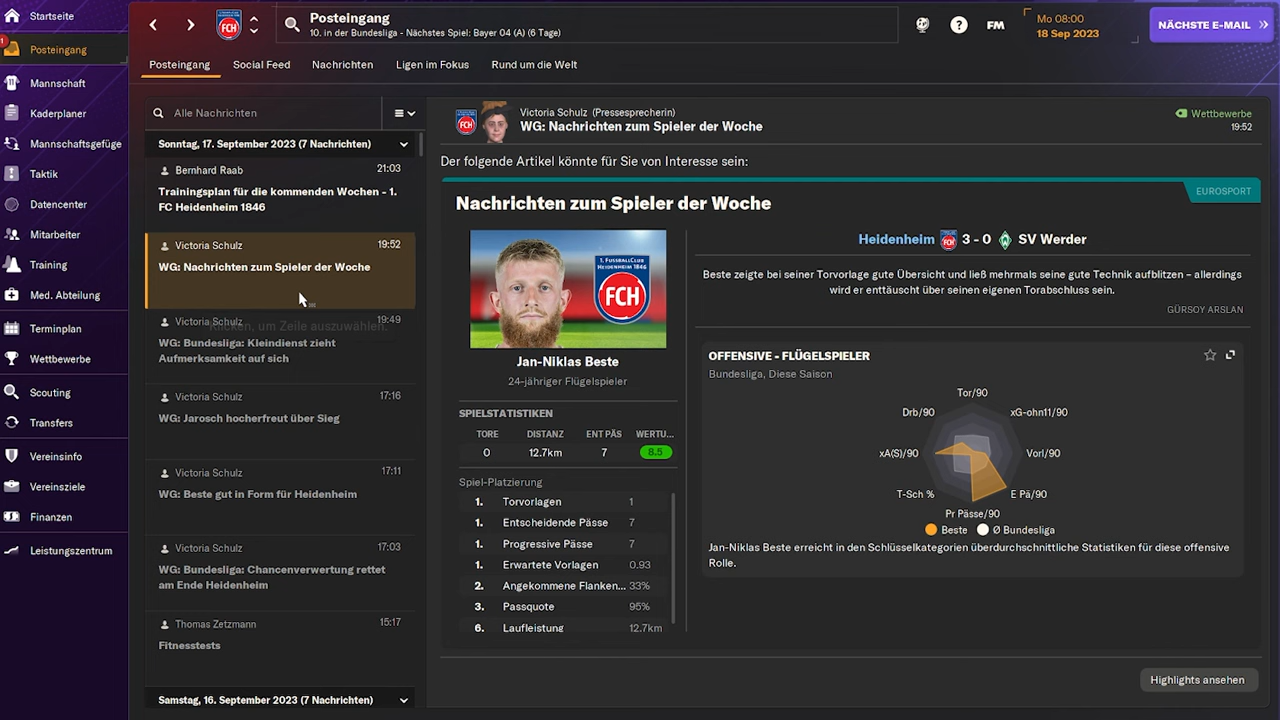 Startseite
1
Posteingang
Mannschaft
Kaderplaner
Mannschaftsgefüge
Taktik
Datencenter
Mitarbeiter
Training
Med. Abteilung
Terminplan
Wettbewerbe
Scouting
Transfers
Vereinsinfo
Vereinsziele
Finanzen
Leistungszentrum
FCH
Posteingang
10. in der Bundesliga - Nächstes Spiel: Bayer 04 (A) (6 Tage)
?
FM
Mo 08:00
18 Sep 2023
NÄCHSTE E-MAIL
Posteingang
Social Feed
Nachrichten
Ligen im Fokus
Rund um die Welt
Alle Nachrichten
Sonntag, 17. September 2023 (7 Nachrichten)
Bernhard Raab 21:03
Trainingsplan für die kommenden Wochen - 1.
FC Heidenheim 1846
Victoria Schulz 19:52
WG: Nachrichten zum Spieler der Woche
Victoria Schulz 19:49
Klicken, um Zeile auszuwählen.
WG: Bundesliga: Kleindienst zieht
Aufmerksamkeit auf sich
Victoria Schulz 17:16
WG: Jarosch hocherfreut über Sieg
Victoria Schulz 17:11
WG: Beste gut in Form für Heidenheim
Victoria Schulz 17:03
WG: Bundesliga: Chancenverwertung rettet
am Ende Heidenheim
Thomas Zetzmann 15:17
Fitnesstests
Samstag, 16. September 2023 (7 Nachrichten)
FCH
Victoria Schulz (Pressesprecherin)
WG: Nachrichten zum Spieler der Woche
Wettbewerbe
19:52
Der folgende Artikel könnte für Sie von Interesse sein:
EUROSPORT
Nachrichten zum Spieler der Woche
1. FUSSBALLCLUB
HEIDENHEIM 1846
FCH
Jan-Niklas Beste
24-jähriger Flügelspieler
SPIELSTATISTIKEN
TORE DISTANZ ENT PÄS WERTU...
0 12.7km 7 8.5
Spiel-Platzierung
1. Torvorlagen 1
1. Entscheidende Pässe 7
1. Progressive Pässe 7
1. Erwartete Vorlagen 0.93
2. Angekommene Flanken... 33%
3. Passquote 95%
6. Laufleistung 12.7km
Heidenheim 3 - 0 SV Werder
Beste zeigte bei seiner Torvorlage gute Übersicht und ließ mehrmals seine gute Technik aufblitzen – allerdings
wird er enttäuscht über seinen eigenen Torabschluss sein.
GÜRSOY ARSLAN
OFFENSIVE - FLÜGELSPIELER
Bundesliga, Diese Saison
Tor/90
Drb/90
xG-ohn11/90
xA(S)/90
Vorl/90
T-Sch %
E Pä/90
Pr Pässe/90
Beste
Ø Bundesliga
Jan-Niklas Beste erreicht in den Schlüsselkategorien überdurchschnittliche Statistiken für diese offensive
Rolle.
Highlights ansehen